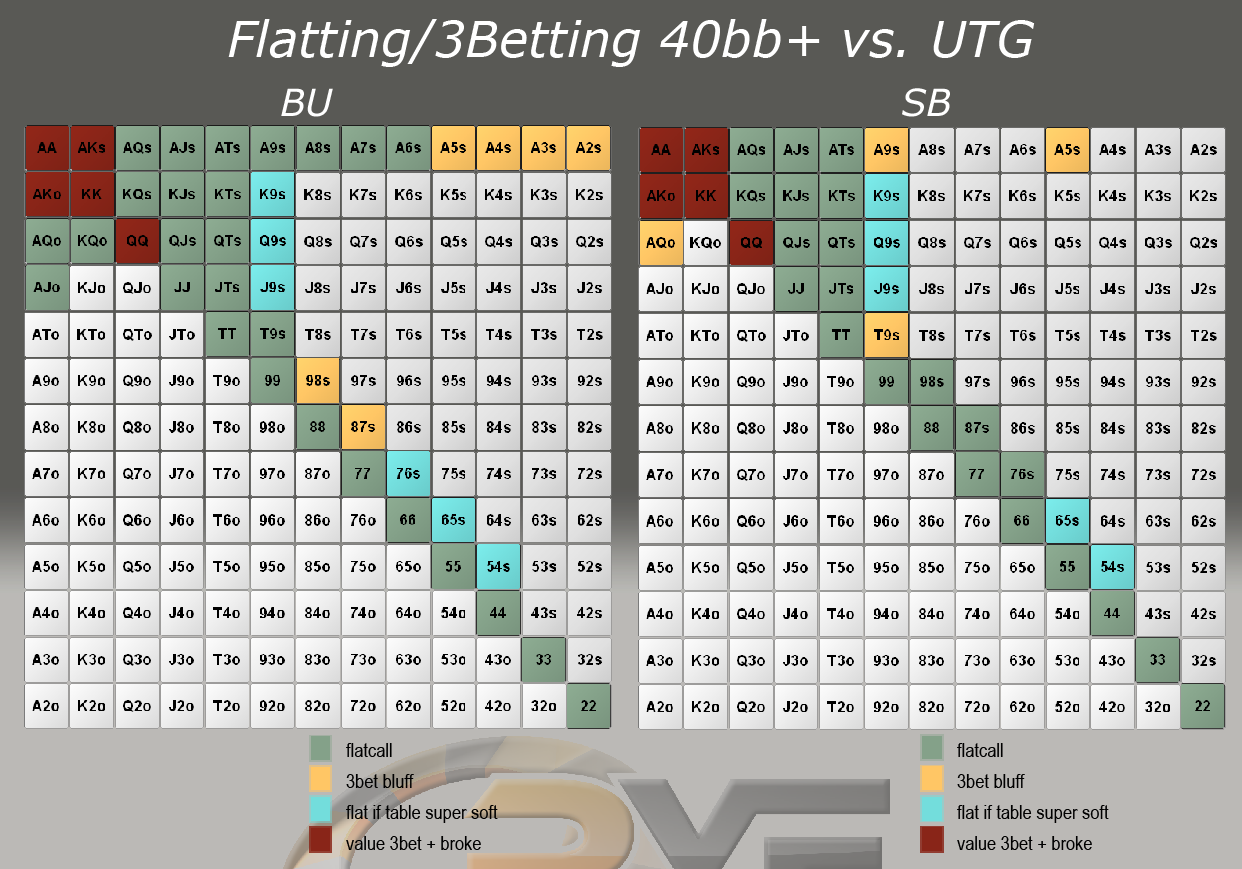 Flatting/3Betting 40bb+ vs. UTG
BU
AA AKs AQs AJs ATs A9s A8s A7s A6s A5s A4s A3s A2s
AKo KK KQs KJs KTs K9s K8s K7s K6s K5s K4s K3s K2s
AQo KQo QQ QJs QTs Q9s Q8s Q7s Q6s Q5s Q4s Q3s Q2s
AJo KJo QJo JJ JTs J9s J8s J7s J6s J5s J4s J3s J2s
ATo KTo QTo JTo TT T9s T8s T7s T6s T5s T4s T3s T2s
A9o K9o Q9o J9o T9o 99 98s 97s 96s 95s 94s 93s 92s
A8o K8o Q8o J8o T8o 98o 88 87s 86s 85s 84s 83s 82s
A7o K7o Q7o J7o T7o 97o 87o 77 76s 75s 74s 73s 72s
A6o K6o Q6o J6o T6o 96o 86o 76o 66 65s 64s 63s 62s
A5o K5o Q5o J5o T5o 95o 85o 75o 65o 55 54s 53s 52s
A4o K4o Q4o J4o T4o 94o 84o 74o 64o 54o 44 43s 42s
A3o K3o Q3o J3o T3o 93o 83o 73o 63o 53o 43o 33 32s
A2o K2o Q2o J2o T2o 92o 82o 72o 62o 52o 42o 32o 22
flatcall
3bet bluff
flat if table super soft
value 3bet + broke
SB
AA AKs AQs AJs ATs A9s A8s A7s A6s A5s A4s A3s A2s
AKo KK KQs KJs KTs K9s K8s K7s K6s K5s K4s K3s K2s
AQo KQo QQ QJs QTs Q9s Q8s Q7s Q6s Q5s Q4s Q3s Q2s
AJo KJo QJo JJ JTs J9s J8s J7s J6s J5s J4s J3s J2s
ATo KTo QTo JTo TT T9s T8s T7s T6s T5s T4s T3s T2s
A9o K9o Q9o J9o T9o 99 98s 97s 96s 95s 94s 93s 92s
A8o K8o Q8o J8o T8o 98o 88 87s 86s 85s 84s 83s 82s
A7o K7o Q7o J7o T7o 97o 87o 77 76s 75s 74s 73s 72s
A6o K6o Q6o J6o T6o 96o 86o 76o 66 65s 64s 63s 62s
A5o K5o Q5o J5o T5o 95o 85o 75o 65o 55 54s 53s 52s
A4o K4o Q4o J4o T4o 94o 84o 74o 64o 54o 44 43s 42s
A3o K3o Q3o J3o T3o 93o 83o 73o 63o 53o 43o 33 32s
A2o K2o Q2o J2o T2o 92o 82o 72o 62o 52o 42o 32o 22
flatcall
3bet bluff
flat if table super soft
value 3bet + broke